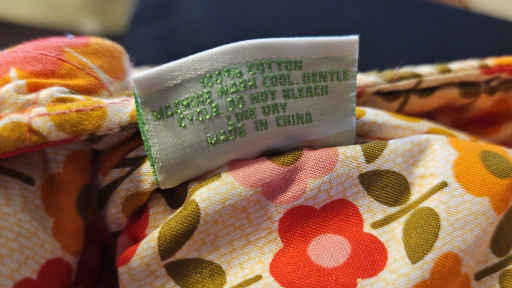 100% COTTON
MACHINE WASH COOL, GENTLE
CYCLE DO NOT BLEACH
LINE DRY
MADE IN CHINA